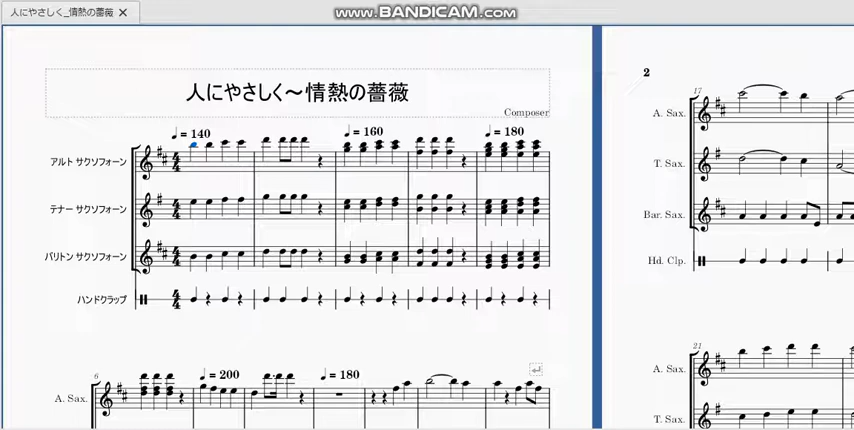 人にやさしく_情熱の薔薇 ×
www.BANDICAM.com
人にやさしく～情熱の薔薇
Composer
♩ = 140
♩ = 160
♩ = 180
アルト サクソフォーン
テナー サクソフォーン
バリトン サクソフォーン
ハンドクラップ
6
♩ = 200
♩ = 180
A. Sax.
2
17
A. Sax.
T. Sax.
Bar. Sax.
Hd. Clp.
21
A. Sax.
T. Sax.